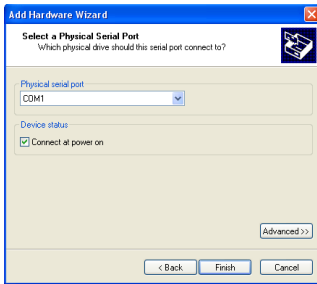 Add Hardware Wizard
Select a Physical Serial Port
Which physical drive should this serial port connect to?
Physical serial port
COM1
Device status
Connect at power on
Advanced >>
< Back
Finish
Cancel